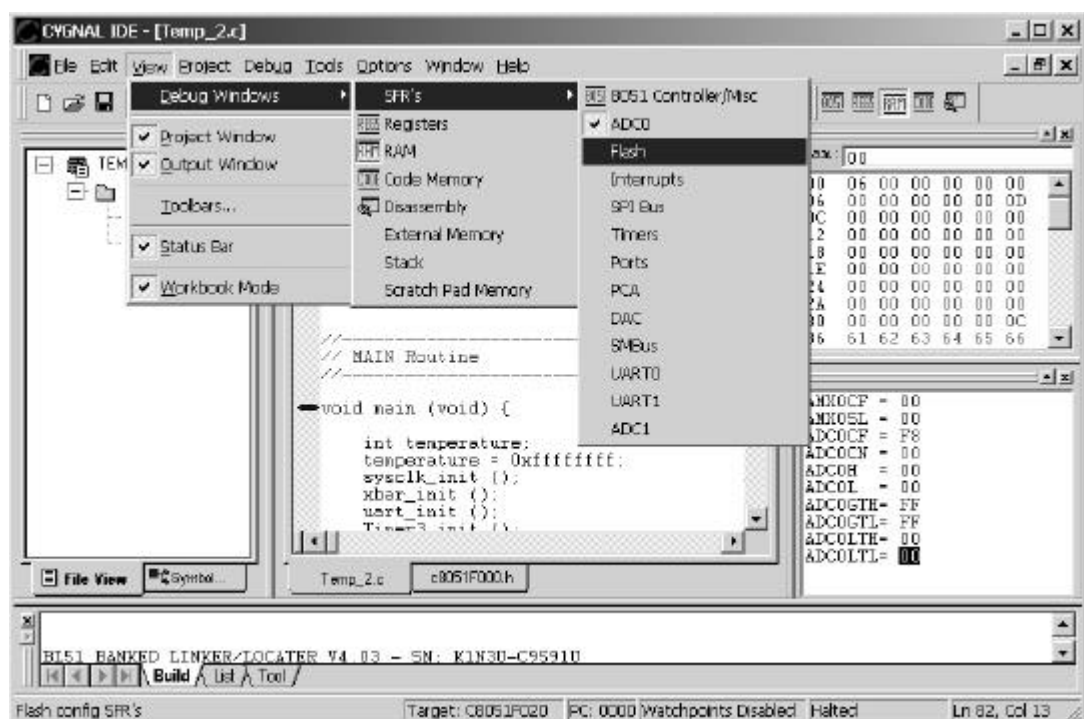 CYGNAL IDE - [Temp_2.c]
File Edit View Project Debug Tools Options Window Help
Debug Windows
Project Window
Output Window
Toolbars...
Status Bar
Workbook Mode
SFR's
Registers
RAM
Code Memory
Disassembly
External Memory
Stack
Scratch Pad Memory
8051 Controller/Misc
ADC0
Flash
Interrupts
SPI Bus
Timers
Ports
PCA
DAC
SMBus
UART0
UART1
ADC1
TEM
00
06 00 00 00 00 00
00 00 00 00 00 0D
00 00 00 00 00 00
00 00 00 00 00 00
00 00 00 00 00 00
00 00 00 00 00 00
00 00 00 00 00 00
00 00 00 00 00 00
00 00 00 00 00 0C
61 62 63 64 65 66
//
// MAIN Routine
//
void main (void) {
int temperature;
temperature = 0xffffffff;
sysclk_init ();
xbar_init ();
uart_init ();
Timer3_init ();
AMX0CF = 00
AMX0SL = 00
ADC0CF = F8
ADC0CN = 00
ADC0H = 00
ADC0L = 00
ADC0GTH= FF
ADC0GTL= FF
ADC0LTH= 00
ADC0LTL= 00
File View Symbol...
Temp_2.c c8051F000.h
BL51 BANKED LINKER/LOCATER V4.03 - SN: K1N3U-C9591U
Build List Tool
Flash config SFR's Target: C8051F020 PC: 0000 Watchpoints Disabled Halted Ln 82, Col 13